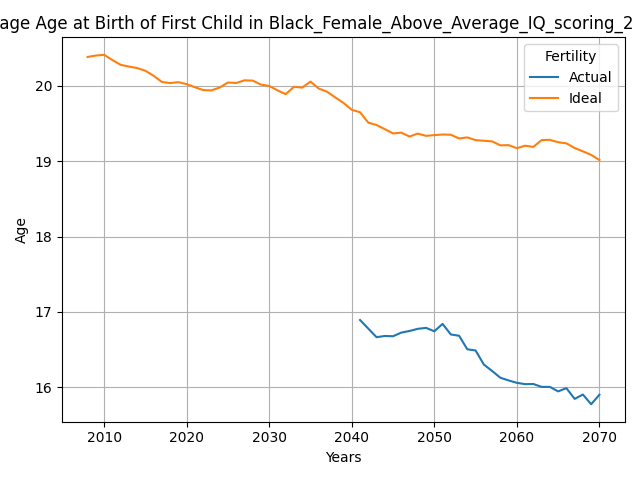 age Age at Birth of First Child in Black_Female_Above_Average_IQ_scoring_2
Fertility
Actual
Ideal
Age
20
19
18
17
16
2010 2020 2030 2040 2050 2060 2070
Years